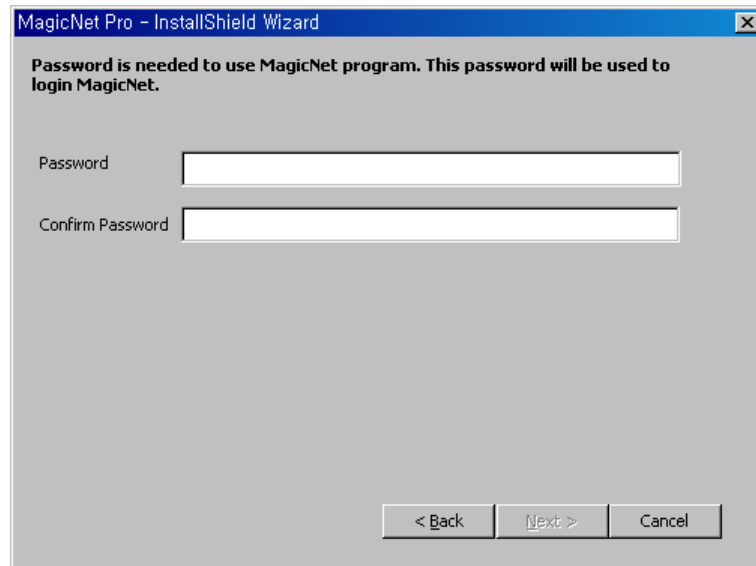 MagicNet Pro - InstallShield Wizard
Password is needed to use MagicNet program. This password will be used to
login MagicNet.
Password
Confirm Password
< Back
Next >
Cancel